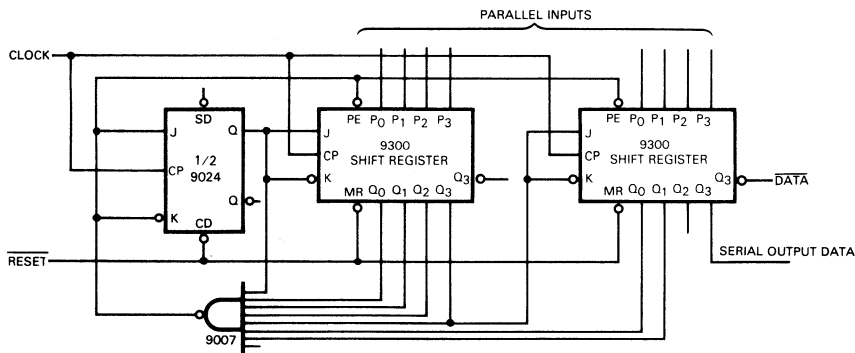 PARALLEL INPUTS
CLOCK
SD
J Q
1/2
9024
CP
K
Q
CD
PE P0 P1 P2 P3
J
9300
SHIFT REGISTER
CP
K
Q3
MR Q0 Q1 Q2 Q3
PE P0 P1 P2 P3
J
9300
SHIFT REGISTER
CP
K
Q3
MR Q0 Q1 Q2 Q3
DATA
RESET
SERIAL OUTPUT DATA
9007